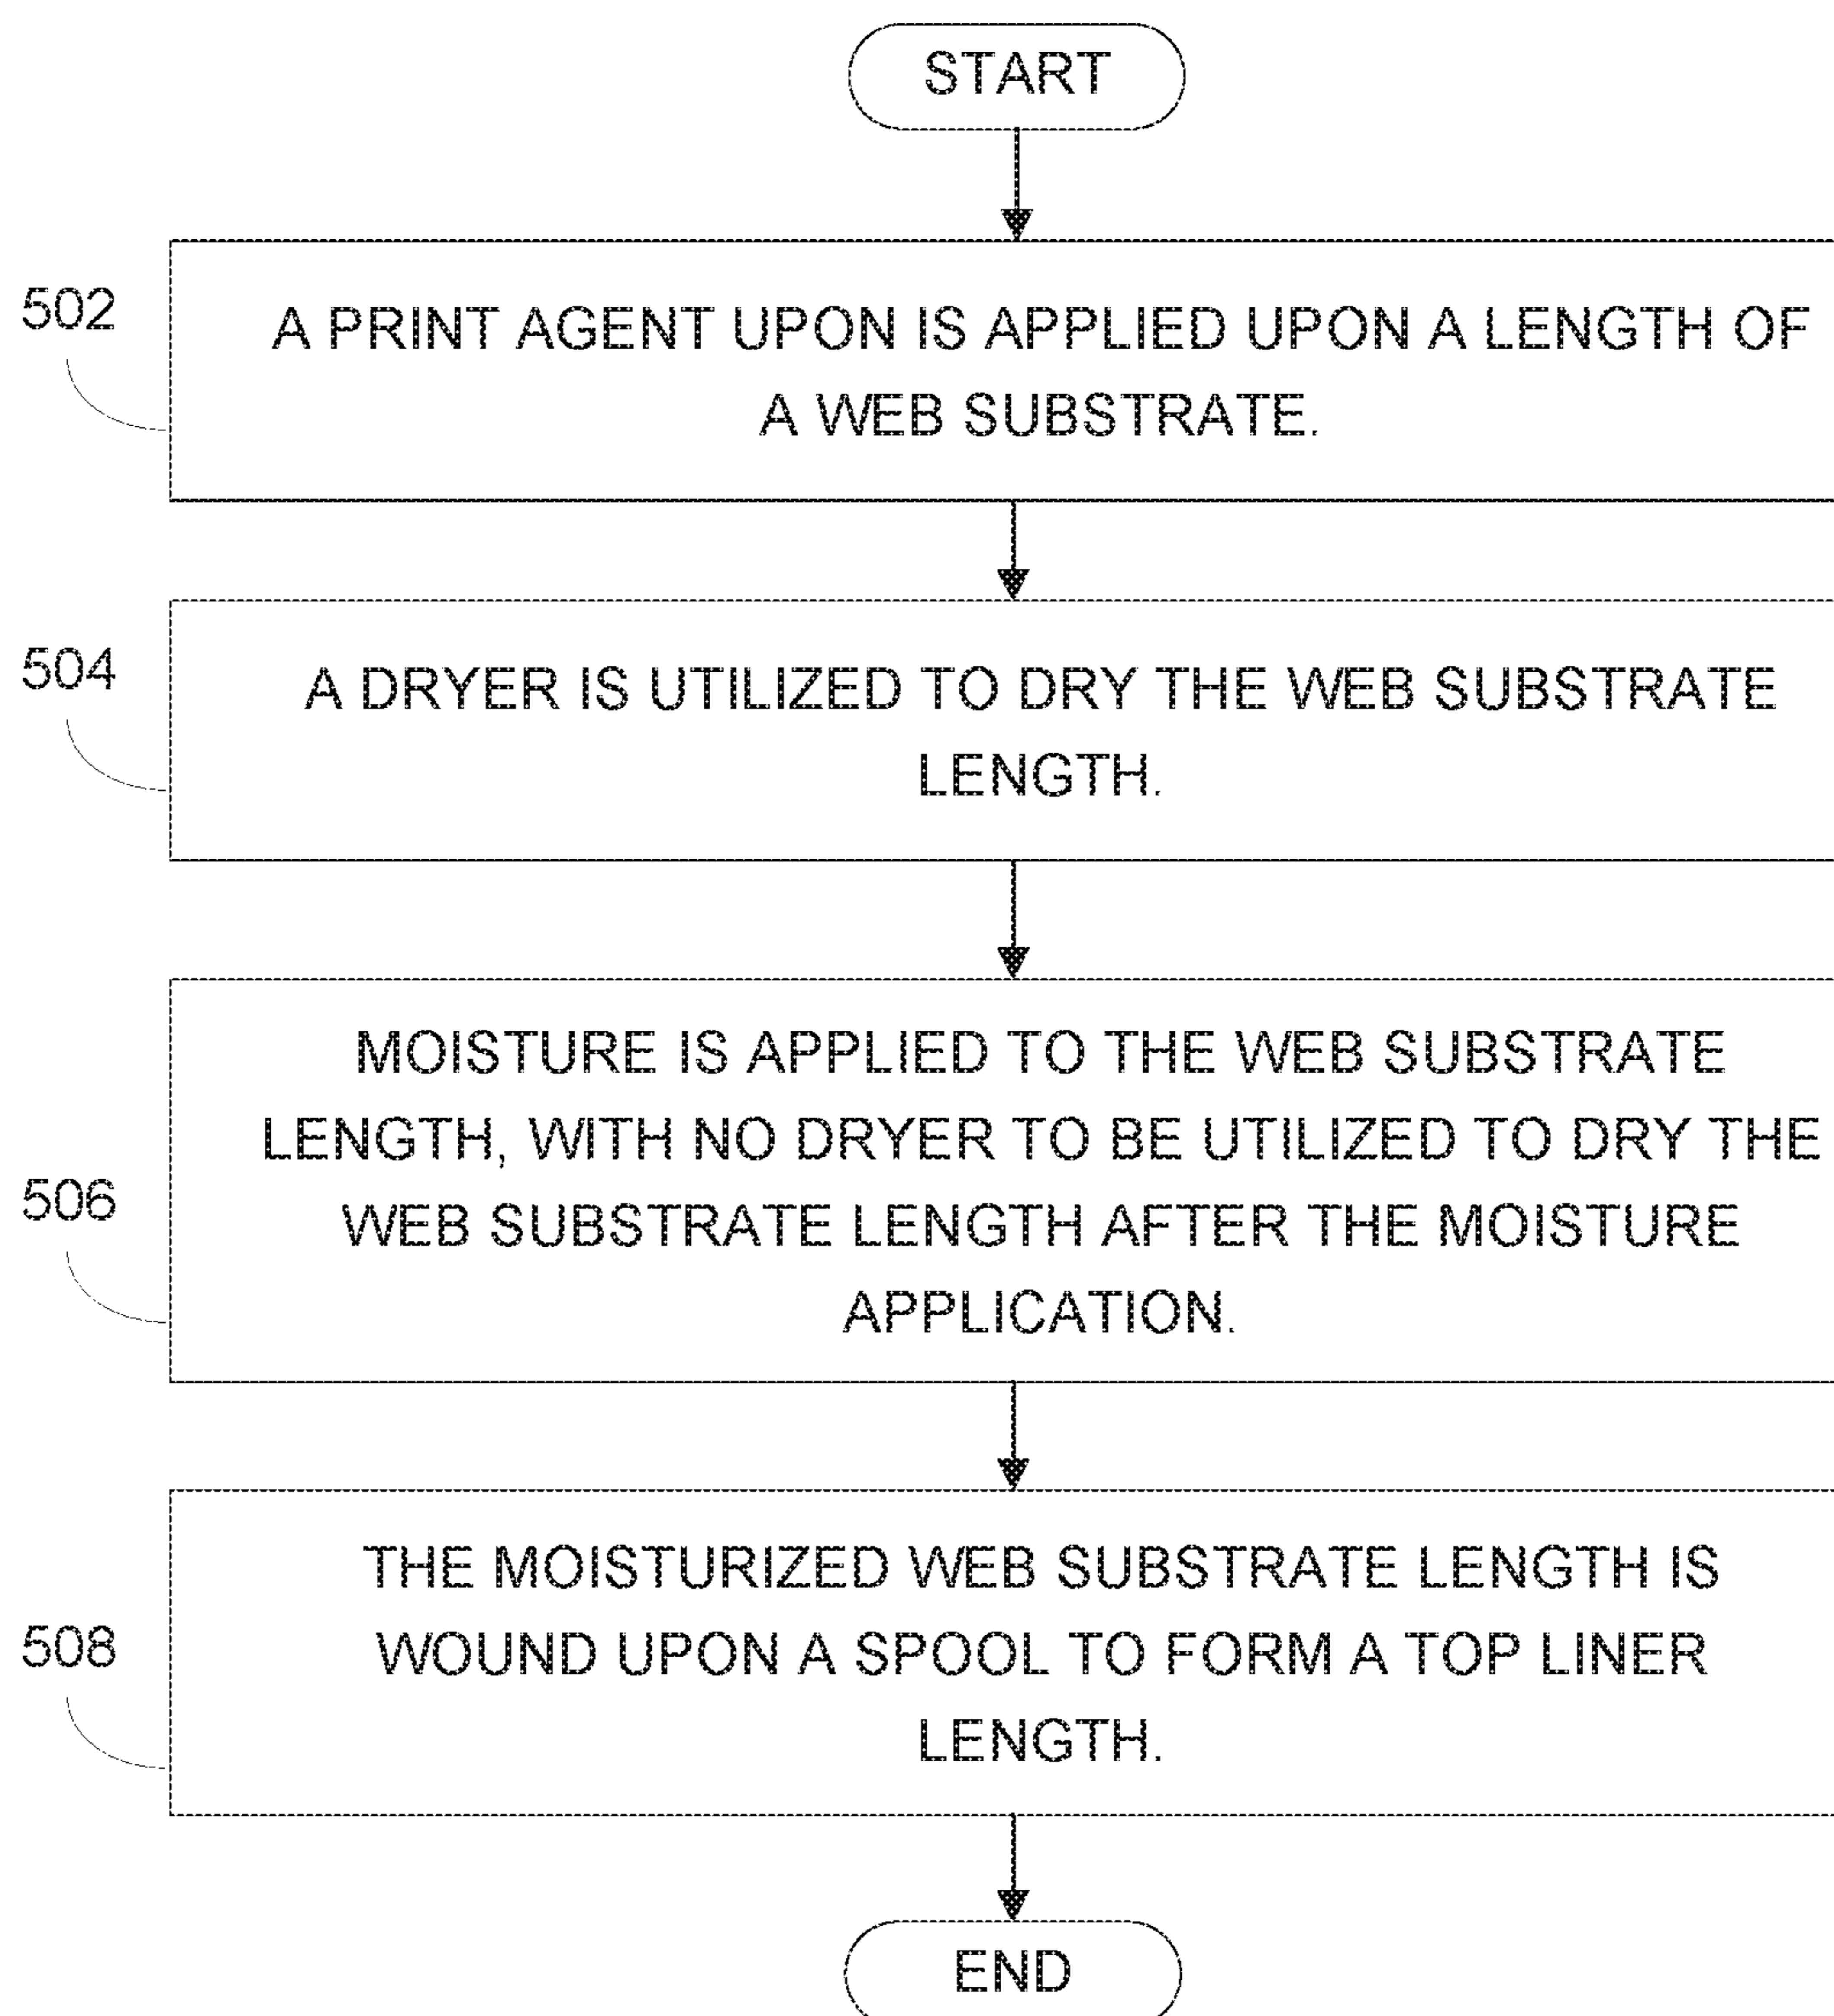 START
502
A PRINT AGENT UPON IS APPLIED UPON A LENGTH OF
A WEB SUBSTRATE.
504
A DRYER IS UTILIZED TO DRY THE WEB SUBSTRATE
LENGTH.
506
MOISTURE IS APPLIED TO THE WEB SUBSTRATE
LENGTH, WITH NO DRYER TO BE UTILIZED TO DRY THE
WEB SUBSTRATE LENGTH AFTER THE MOISTURE
APPLICATION.
508
THE MOISTURIZED WEB SUBSTRATE LENGTH IS
WOUND UPON A SPOOL TO FORM A TOP LINER
LENGTH.
END